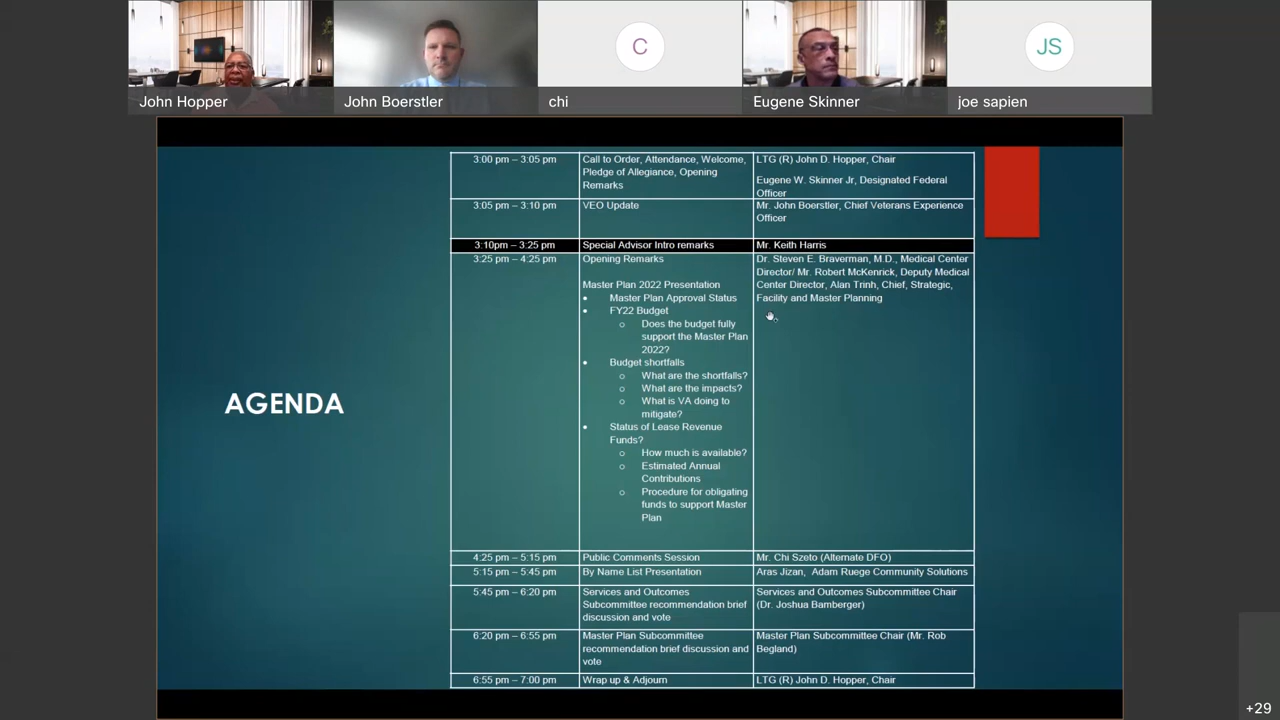 C
JS
John Hopper
John Boerstler
chi
Eugene Skinner
joe sapien
AGENDA
3:00 pm – 3:05 pm
Call to Order, Attendance, Welcome,
Pledge of Allegiance, Opening
Remarks
LTG (R) John D. Hopper, Chair
Eugene W. Skinner Jr, Designated Federal
Officer
3:05 pm – 3:10 pm
VEO Update
Mr. John Boerstler, Chief Veterans Experience
Officer
3:10pm – 3:25 pm
Special Advisor Intro remarks
Mr. Keith Harris
3:25 pm – 4:25 pm
Opening Remarks
Master Plan 2022 Presentation
• Master Plan Approval Status
• FY22 Budget
o Does the budget fully
support the Master Plan
2022?
• Budget shortfalls
o What are the shortfalls?
o What are the impacts?
o What is VA doing to
mitigate?
• Status of Lease Revenue
Funds?
o How much is available?
o Estimated Annual
Contributions
o Procedure for obligating
funds to support Master
Plan
Dr. Steven E. Braverman, M.D., Medical Center
Director/ Mr. Robert McKenrick, Deputy Medical
Center Director, Alan Trinh, Chief, Strategic,
Facility and Master Planning
4:25 pm – 5:15 pm
Public Comments Session
Mr. Chi Szeto (Alternate DFO)
5:15 pm – 5:45 pm
By Name List Presentation
Aras Jizan, Adam Ruege Community Solutions
5:45 pm – 6:20 pm
Services and Outcomes
Subcommittee recommendation brief
discussion and vote
Services and Outcomes Subcommittee Chair
(Dr. Joshua Bamberger)
6:20 pm – 6:55 pm
Master Plan Subcommittee
recommendation brief discussion and
vote
Master Plan Subcommittee Chair (Mr. Rob
Begland)
6:55 pm – 7:00 pm
Wrap up & Adjourn
LTG (R) John D. Hopper, Chair
+29